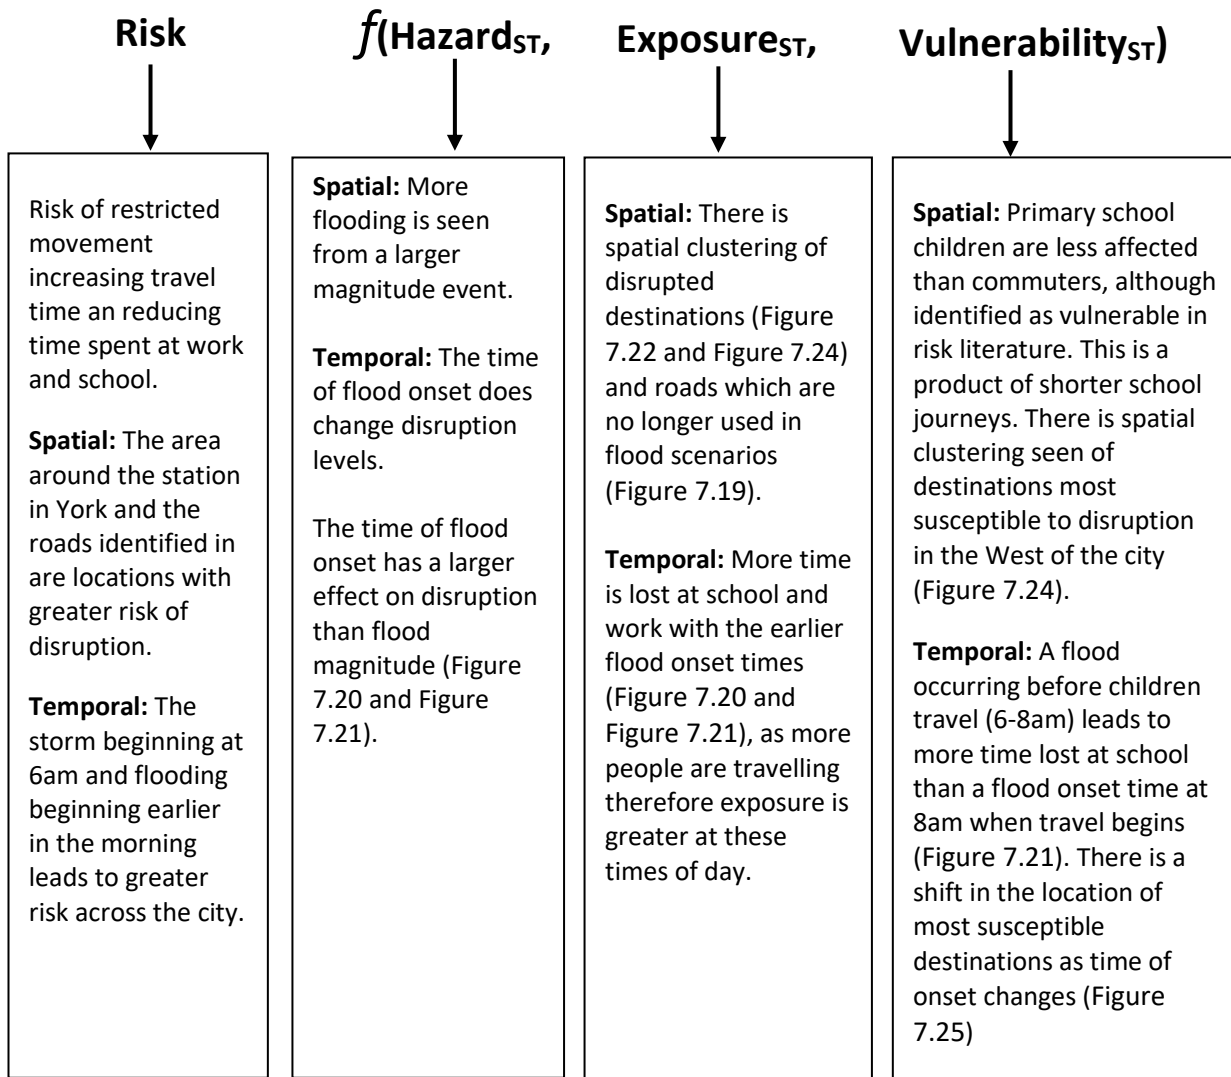 Risk
f(HazardST,
ExposureST,
VulnerabilityST)
Risk of restricted
movement
increasing travel
time an reducing
time spent at work
and school.
Spatial: The area
around the station
in York and the
roads identified in
are locations with
greater risk of
disruption.
Temporal: The
storm beginning at
6am and flooding
beginning earlier
in the morning
leads to greater
risk across the city.
Spatial: More
flooding is seen
from a larger
magnitude event.
Temporal: The time
of flood onset does
change disruption
levels.
The time of flood
onset has a larger
effect on disruption
than flood
magnitude (Figure
7.20 and Figure
7.21).
Spatial: There is
spatial clustering of
disrupted
destinations (Figure
7.22 and Figure 7.24)
and roads which are
no longer used in
flood scenarios
(Figure 7.19).
Temporal: More time
is lost at school and
work with the earlier
flood onset times
(Figure 7.20 and
Figure 7.21), as more
people are travelling
therefore exposure is
greater at these
times of day.
Spatial: Primary school
children are less affected
than commuters, although
identified as vulnerable in
risk literature. This is a
product of shorter school
journeys. There is spatial
clustering seen of
destinations most
susceptible to disruption
in the West of the city
(Figure 7.24).
Temporal: A flood
occurring before children
travel (6-8am) leads to
more time lost at school
than a flood onset time at
8am when travel begins
(Figure 7.21). There is a
shift in the location of
most susceptible
destinations as time of
onset changes (Figure
7.25)